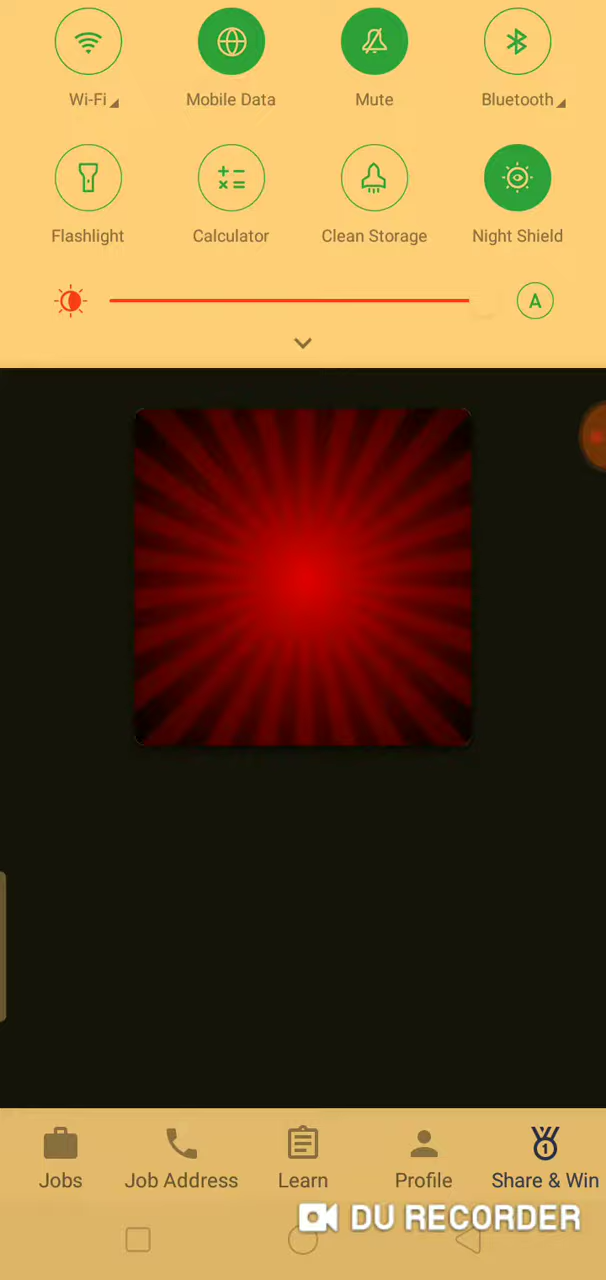 Wi-Fi
Mobile Data
Mute
Bluetooth
Flashlight
Calculator
Clean Storage
Night Shield
A
Jobs
Job Address
Learn
Profile
1
Share & Win
DU RECORDER